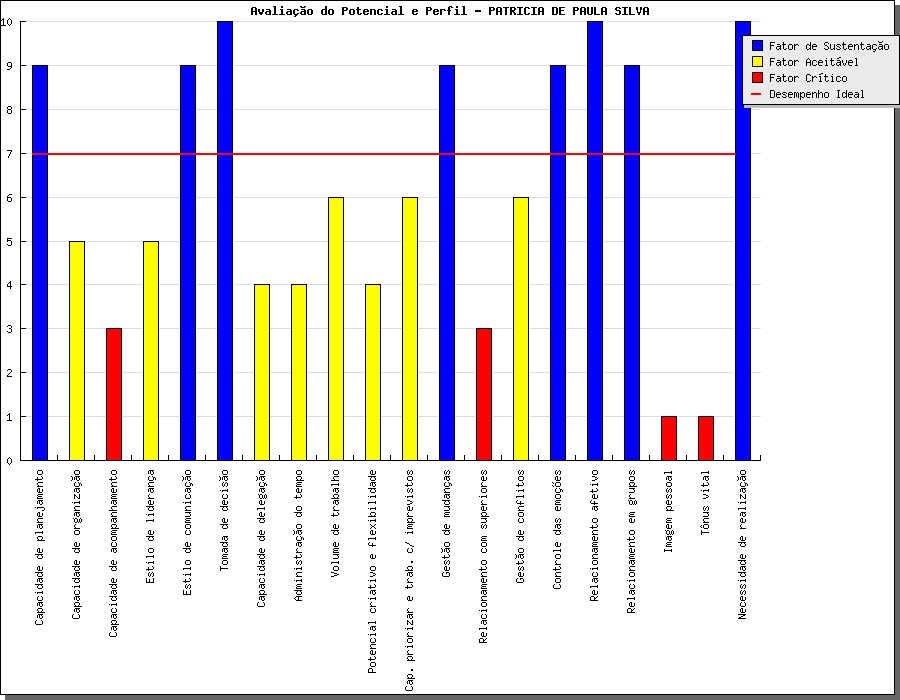 Avaliação do Potencial e Perfil - PATRICIA DE PAULA SILVA
Fator de Sustentação
Fator Aceitável
Fator Crítico
Desempenho Ideal
10
9
8
7
6
5
4
3
2
1
0
Capacidade de planejamento
Capacidade de organização
Capacidade de acompanhamento
Estilo de liderança
Estilo de comunicação
Tomada de decisão
Capacidade de delegação
Administração do tempo
Volume de trabalho
Potencial criativo e flexibilidade
Cap. priorizar e trab. c/ imprevistos
Gestão de mudanças
Relacionamento com superiores
Gestão de conflitos
Controle das emoções
Relacionamento afetivo
Relacionamento em grupos
Imagem pessoal
Tônus vital
Necessidade de realização